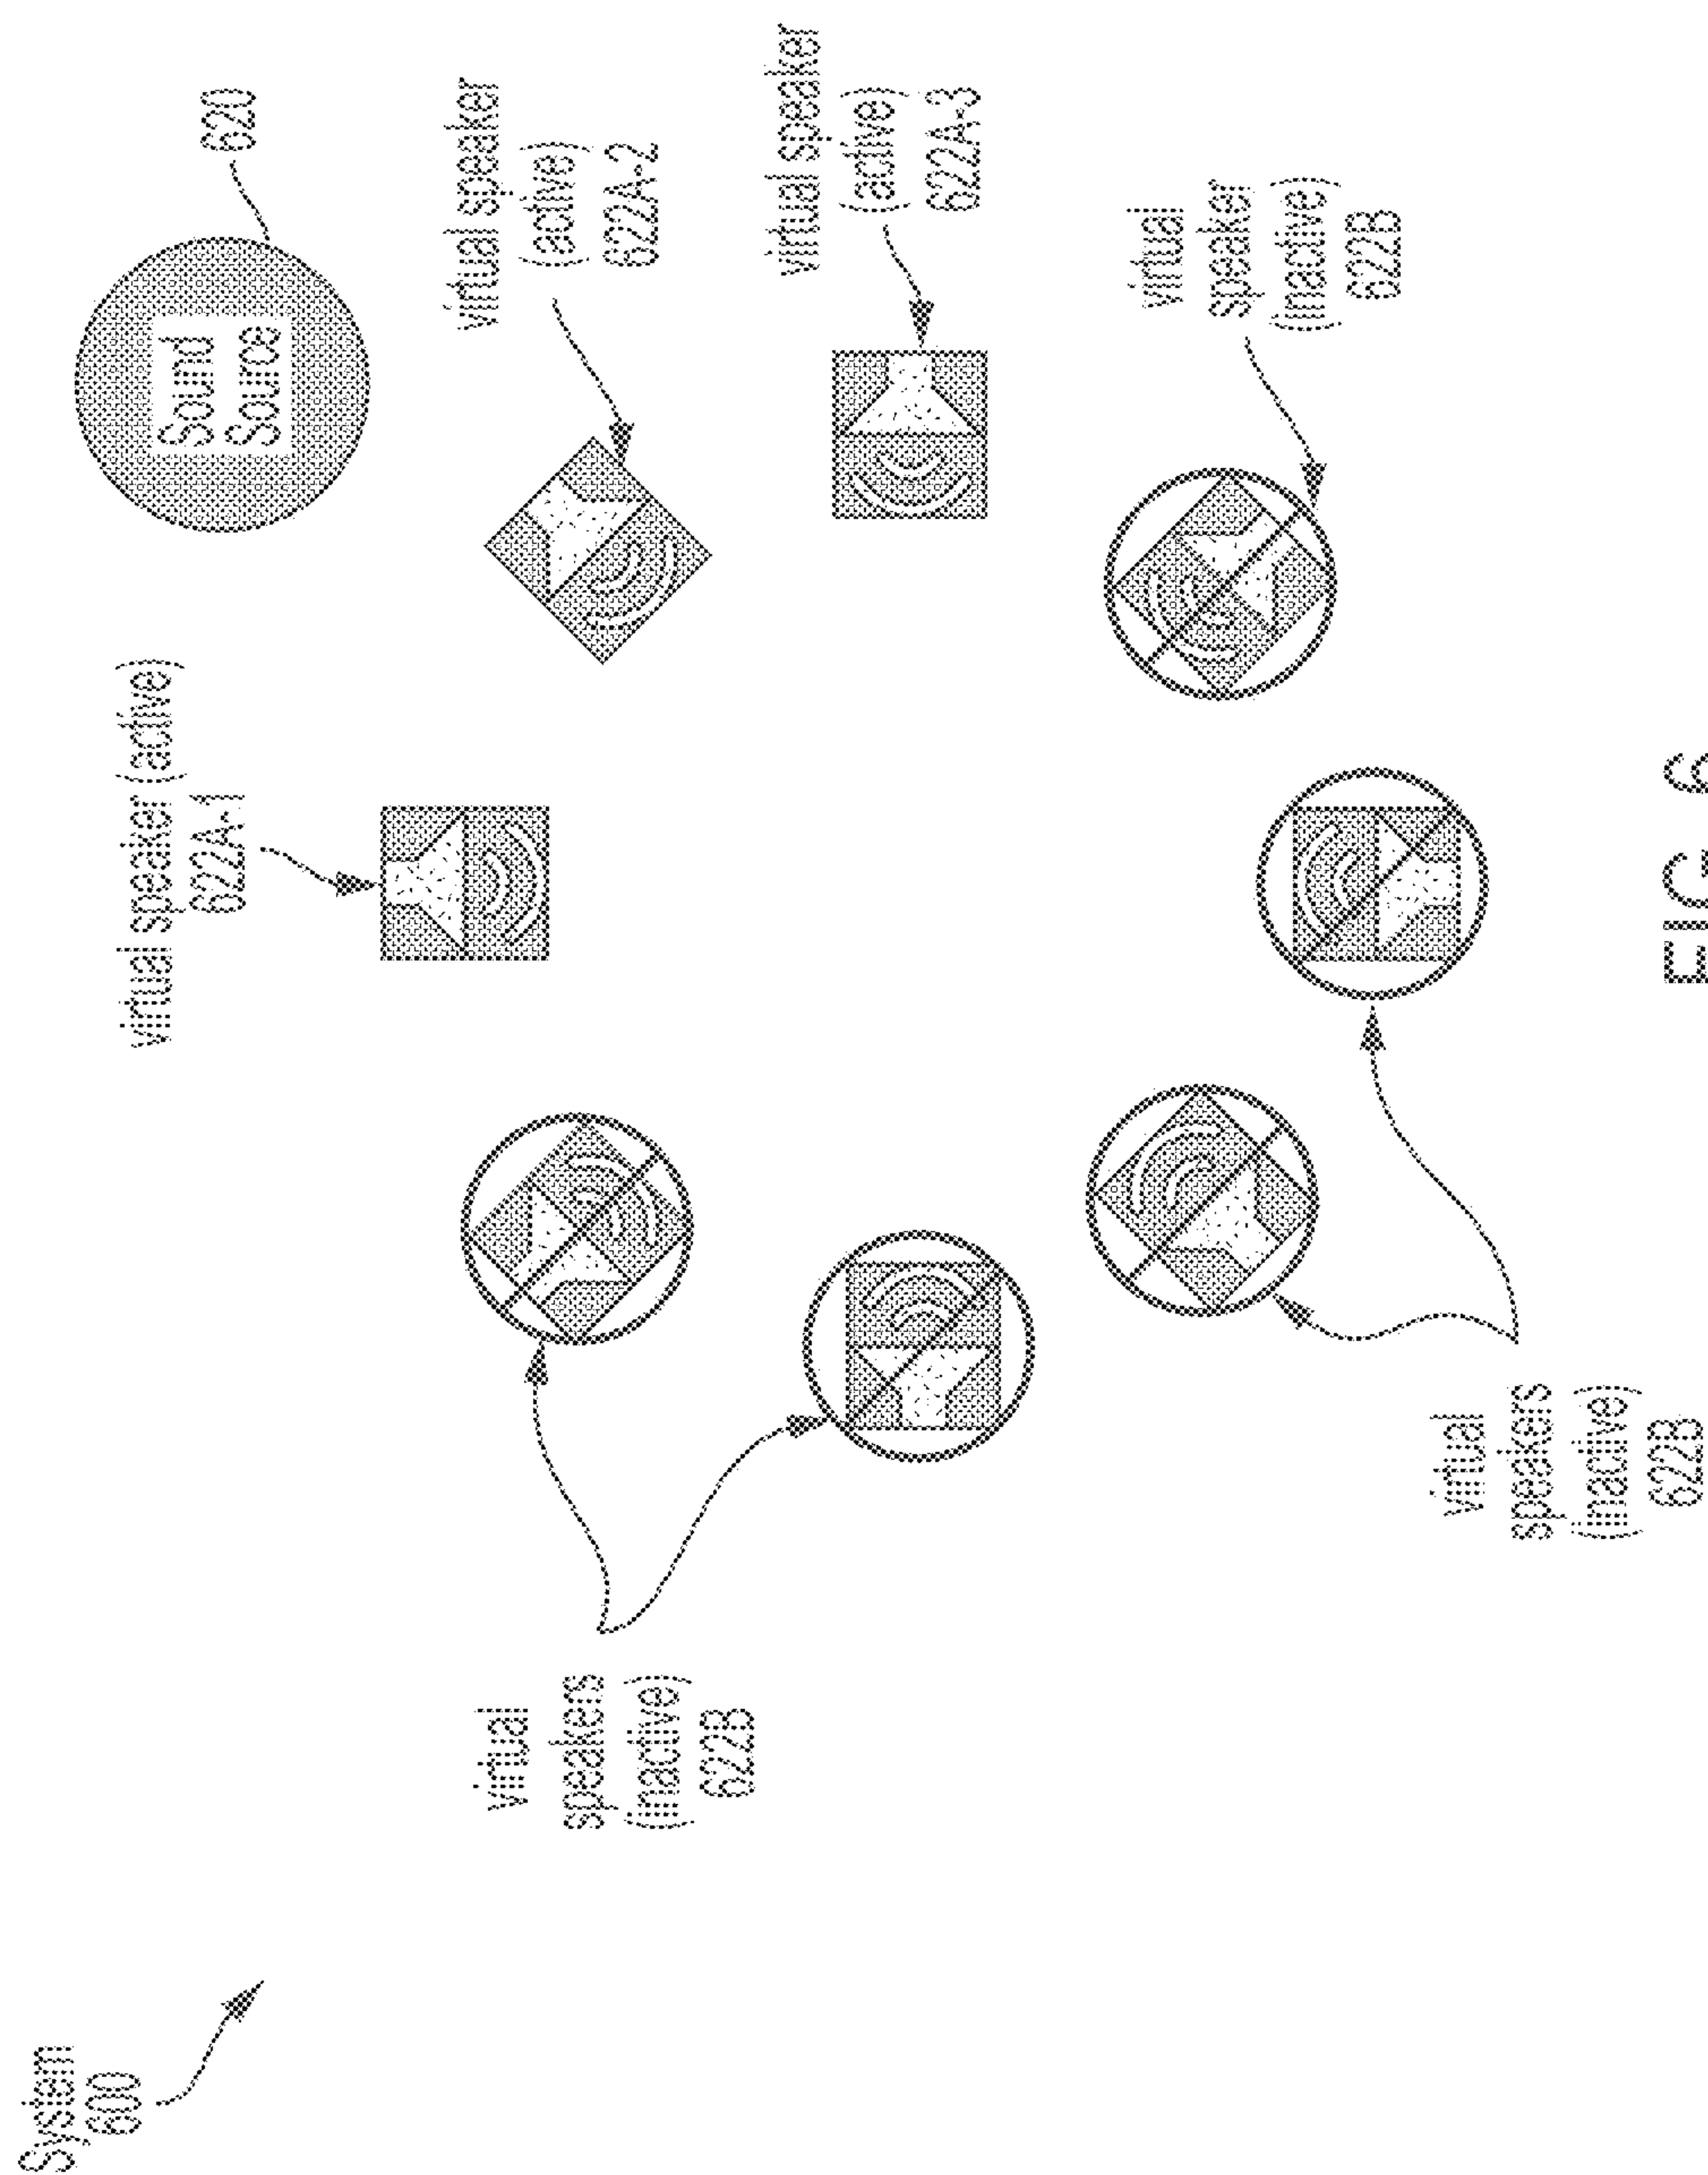 System
600
virtual speaker (active)
622A-1
Sound
Source
620
virtual speaker
(active)
622A-2
virtual speaker
(active)
622A-3
virtual
speaker
(inactive)
622B
virtual
speakers
(inactive)
622B
virtual
speakers
(inactive)
622B
FIG. 6